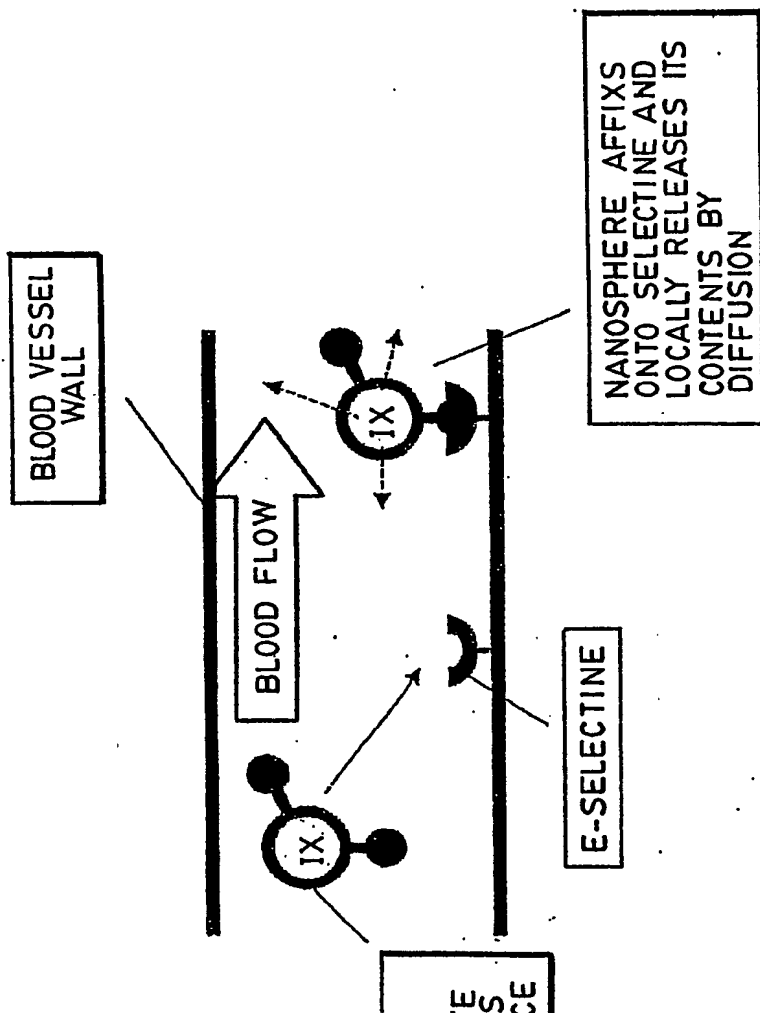 BLOOD VESSEL
WALL
BLOOD FLOW
IX
IX
E-SELECTINE
NANOSPHERE AFFIXS
ONTO SELECTINE AND
LOCALLY RELEASES ITS
CONTENTS BY
DIFFUSION